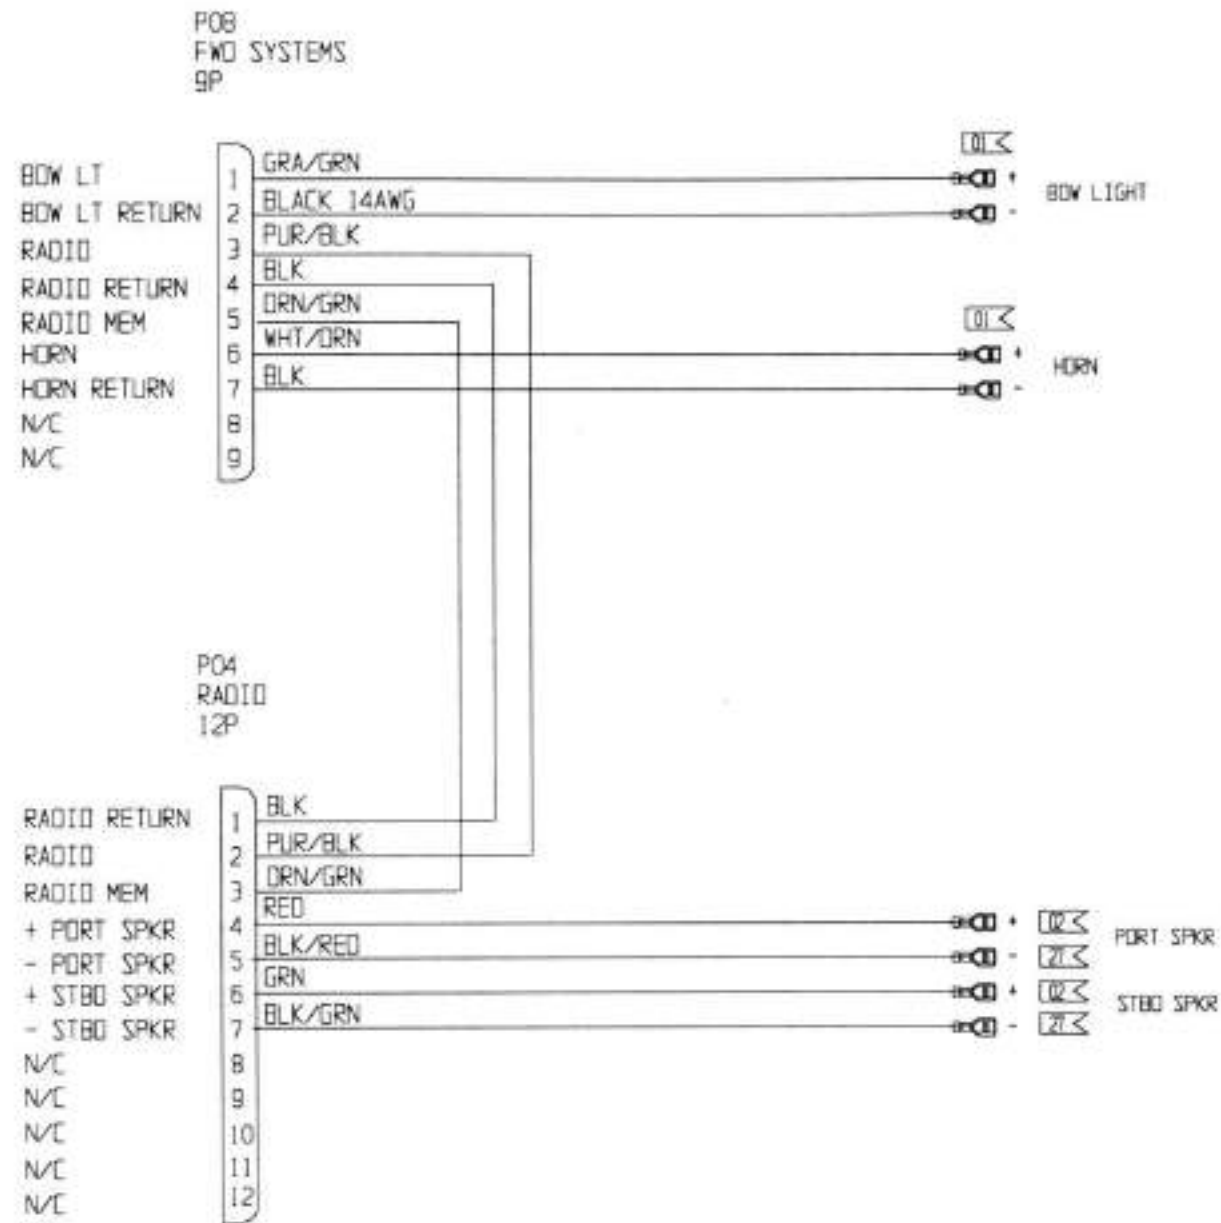 P08
FWD SYSTEMS
9P
BOW LT 1 GRA/GRN
BOW LT RETURN 2 BLACK 14AWG
RADIO 3 PUR/BLK
RADIO RETURN 4 BLK
RADIO MEM 5 ORN/GRN
HORN 6 WHT/ORN
HORN RETURN 7 BLK
N/C 8
N/C 9
01
+
-
BOW LIGHT
01
+
-
HORN
P04
RADIO
12P
RADIO RETURN 1 BLK
RADIO 2 PUR/BLK
RADIO MEM 3 ORN/GRN
+ PORT SPKR 4 RED
- PORT SPKR 5 BLK/RED
+ STBD SPKR 6 GRN
- STBD SPKR 7 BLK/GRN
N/C 8
N/C 9
N/C 10
N/C 11
N/C 12
+ 02
- 27
PORT SPKR
+ 02
- 27
STBD SPKR